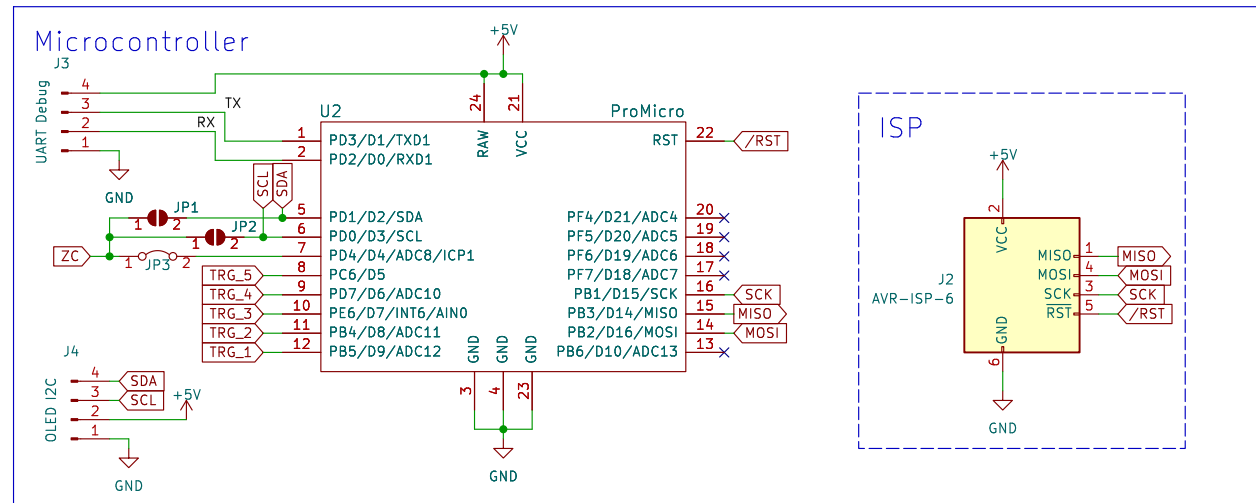 Microcontroller
J3
UART Debug
4
3
2
1
TX
RX
GND
+5V
U2
ProMicro
24
21
RAW
VCC
1
PD3/D1/TXD1
2
PD2/D0/RXD1
SCL
SDA
5
PD1/D2/SDA
6
PD0/D3/SCL
7
PD4/D4/ADC8/ICP1
TRG_5
8
PC6/D5
TRG_4
9
PD7/D6/ADC10
TRG_3
10
PE6/D7/INT6/AIN0
TRG_2
11
PB4/D8/ADC11
TRG_1
12
PB5/D9/ADC12
JP1
1
2
JP2
1
2
ZC
1
JP3
2
RST
22
/RST
PF4/D21/ADC4
20
PF5/D20/ADC5
19
PF6/D19/ADC6
18
PF7/D18/ADC7
17
PB1/D15/SCK
16
SCK
PB3/D14/MISO
15
MISO
PB2/D16/MOSI
14
MOSI
PB6/D10/ADC13
13
GND
GND
GND
3
4
23
GND
J4
OLED I2C
4
SDA
3
SCL
2
+5V
1
GND
ISP
+5V
2
VCC
J2
AVR-ISP-6
MISO
1
MISO
MOSI
4
MOSI
SCK
3
SCK
RST
5
/RST
GND
6
GND